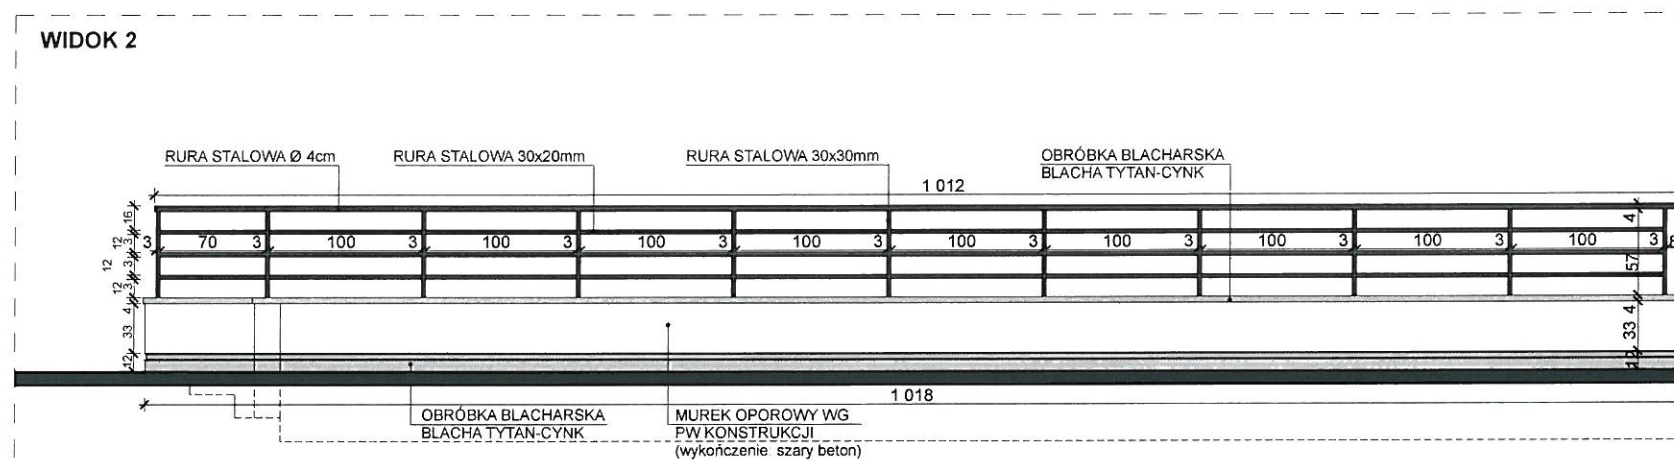 WIDOK 2
RURA STALOWA Ø 4cm
RURA STALOWA 30x20mm
RURA STALOWA 30x30mm
OBRÓBKA BLACHARSKA
BLACHA TYTAN-CYNK
1 012
16
4
3 70 3 100 3 100 3 100 3 100 3 100 3 100 3 100 3 100 3 100 3
12
3
12
3
12
3
57
4
33
12
4
33
12
1 018
OBRÓBKA BLACHARSKA
BLACHA TYTAN-CYNK
MUREK OPOROWY WG
PW KONSTRUKCJI
(wykończenie: szary beton)